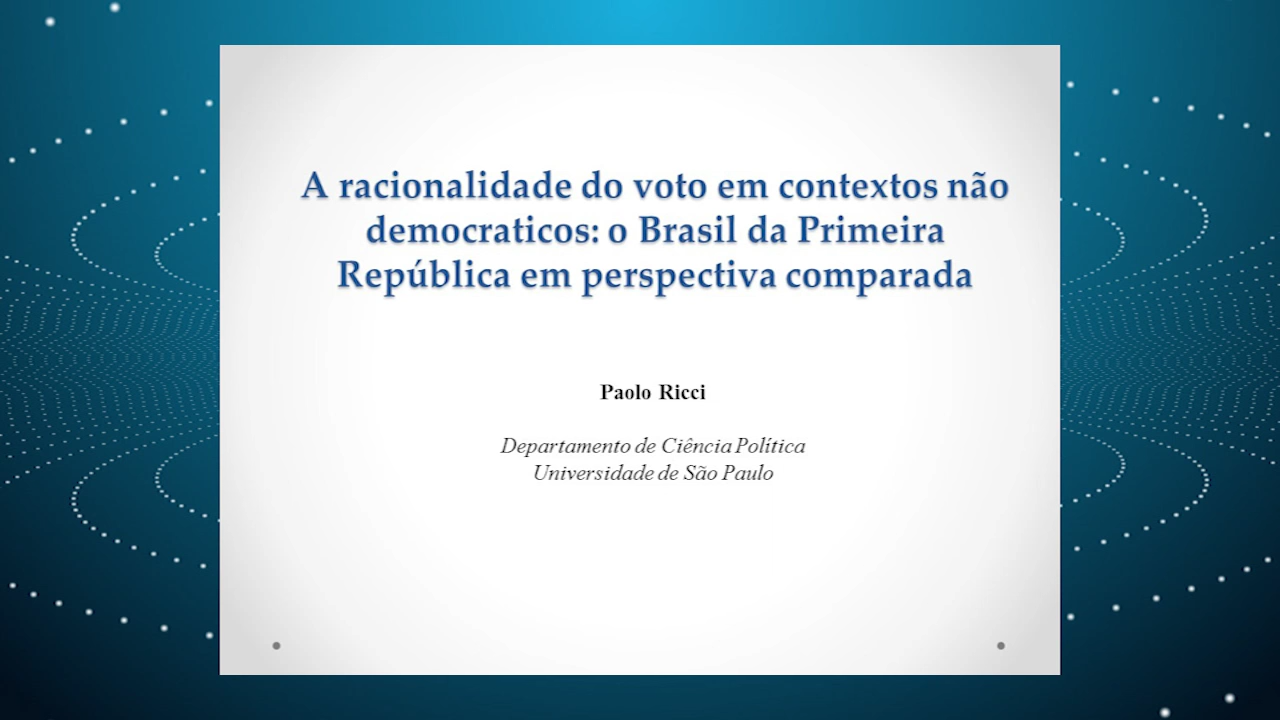 A racionalidade do voto em contextos não
democraticos: o Brasil da Primeira
República em perspectiva comparada
Paolo Ricci
Departamento de Ciência Política
Universidade de São Paulo